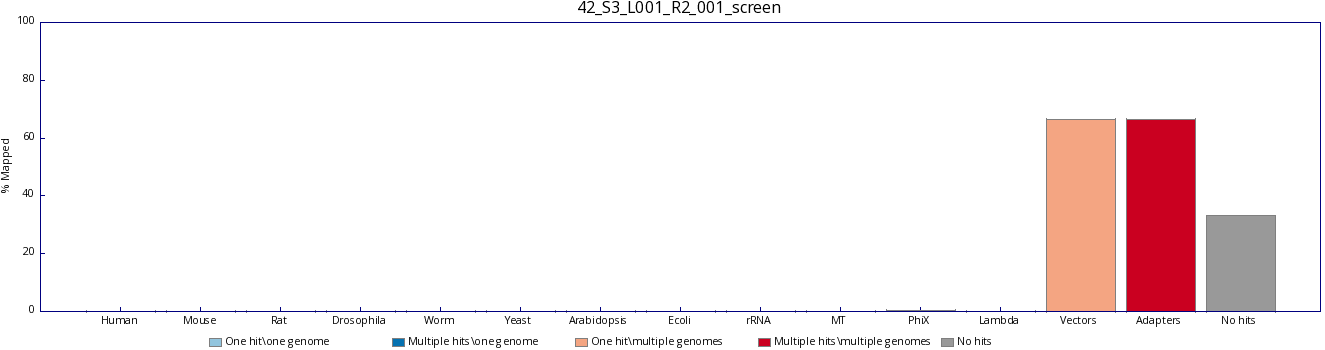 42_S3_L001_R2_001_screen
100
80
60
40
20
0
% Mapped
Human Mouse Rat Drosophila Worm Yeast Arabidopsis Ecoli rRNA MT PhiX Lambda Vectors Adapters No hits
One hit\one genome Multiple hits\one genome One hit\multiple genomes Multiple hits\multiple genomes No hits